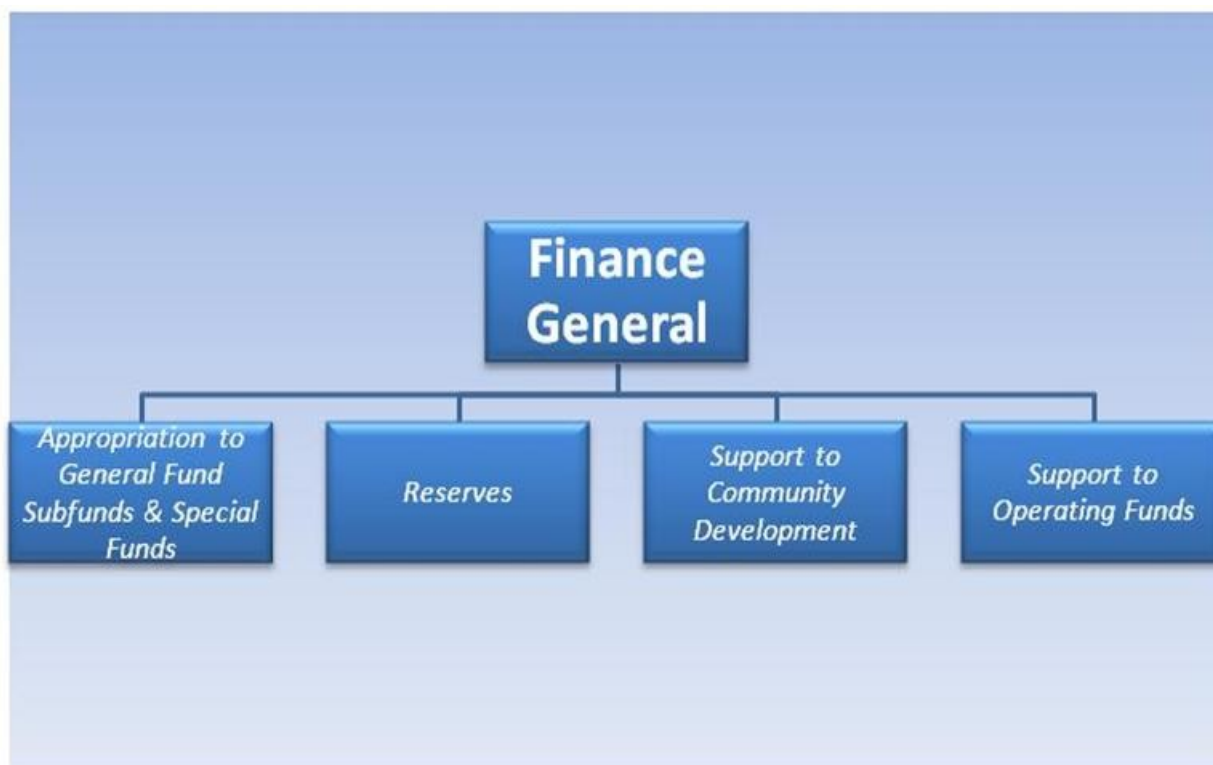 Finance
General
Appropriation to
General Fund
Subfunds & Special
Funds
Reserves
Support to
Community
Development
Support to
Operating Funds